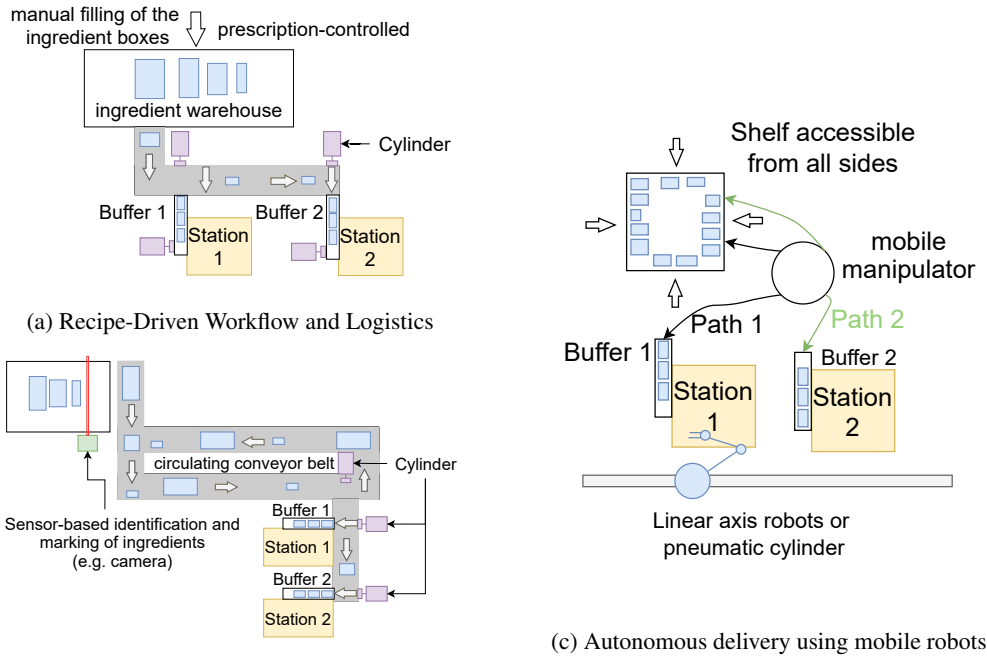 manual filling of the
ingredient boxes
prescription-controlled
ingredient warehouse
Cylinder
Buffer 1
Buffer 2
Station
1
Station
2
(a) Recipe-Driven Workflow and Logistics
circulating conveyor belt
Cylinder
Sensor-based identification and
marking of ingredients
(e.g. camera)
Buffer 1
Station 1
Buffer 2
Station 2
Shelf accessible
from all sides
mobile
manipulator
Path 1
Path 2
Buffer 1
Buffer 2
Station
1
Station
2
Linear axis robots or
pneumatic cylinder
(c) Autonomous delivery using mobile robots